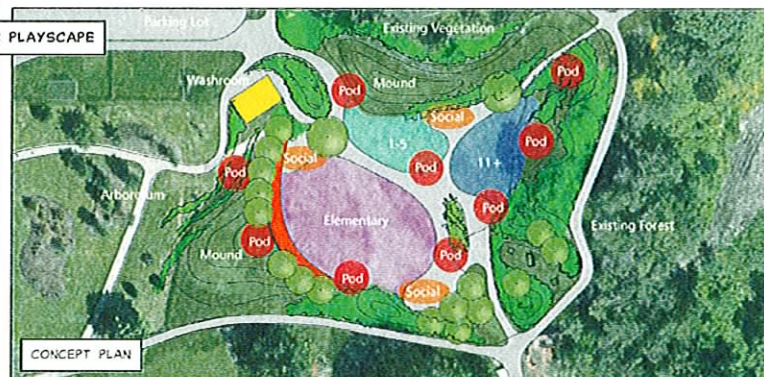 Parking Lot
PLAYSCAPE
Existing Vegetation
Washroom
Mound
Pod
Pod
Social
1-5
Pod
11+
Pod
Social
Pod
Arboretum
Elementary
Pod
Existing Forest
Pod
Mound
Pod
Pod
Social
CONCEPT PLAN